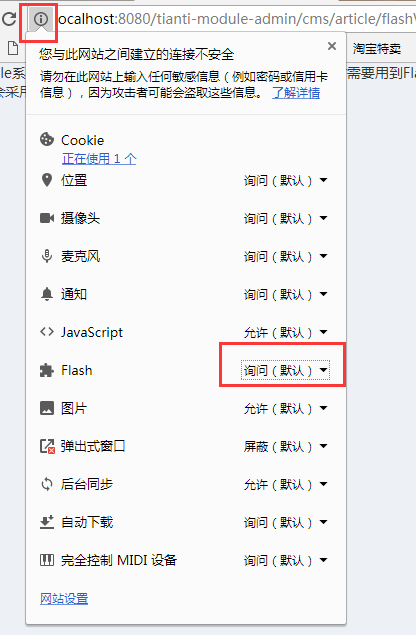 localhost:8080/tianti-module-admin/cms/article/flash
淘宝特卖
您与此网站之间建立的连接不安全
请勿在此网站上输入任何敏感信息（例如密码或信用卡
信息），因为攻击者可能会盗取这些信息。 了解详情
le系
需要用到Fla
会采用
Cookie
正在使用 1 个
位置 询问（默认）
摄像头 询问（默认）
麦克风 询问（默认）
通知 询问（默认）
JavaScript 允许（默认）
Flash 询问（默认）
图片 允许（默认）
弹出式窗口 屏蔽（默认）
后台同步 允许（默认）
自动下载 询问（默认）
完全控制 MIDI 设备 询问（默认）
网站设置